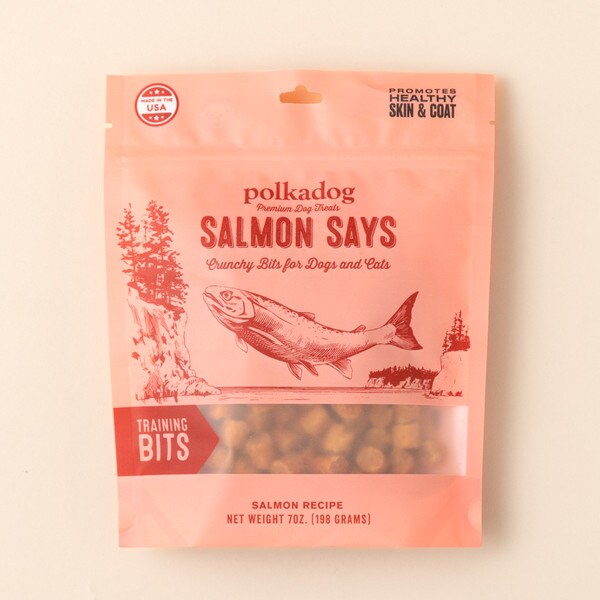 MADE IN THE
USA
PROMOTES
HEALTHY
SKIN & COAT
polkadog
Premium Dog Treats
SALMON SAYS
Crunchy Bits for Dogs and Cats
TRAINING
BITS
SALMON RECIPE
NET WEIGHT 7OZ. (198 GRAMS)